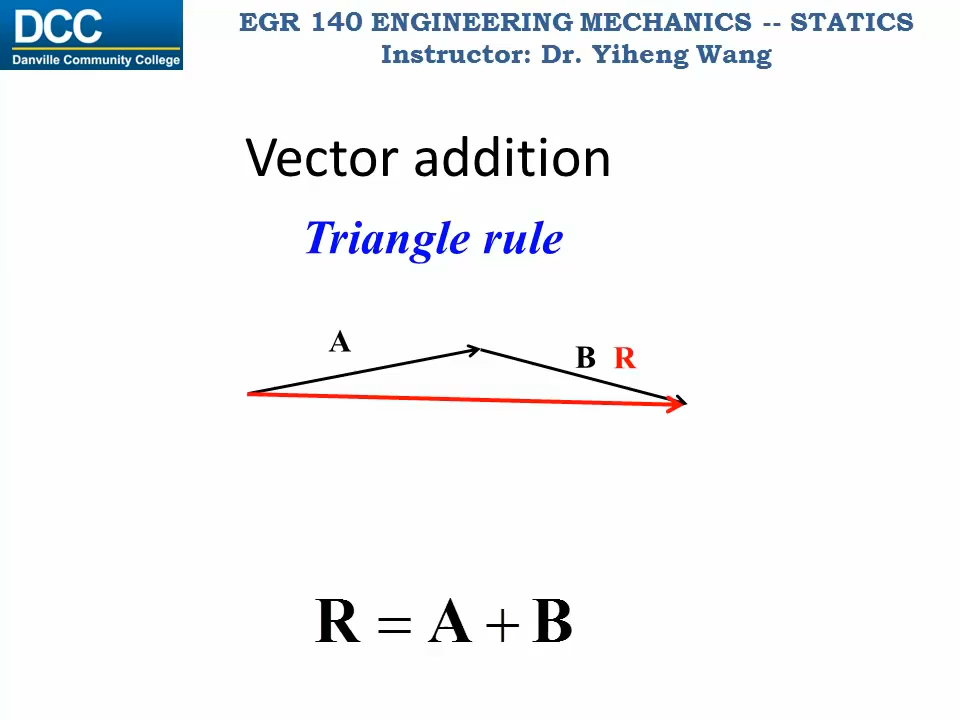 DCC
Danville Community College
EGR 140 ENGINEERING MECHANICS -- STATICS
Instructor: Dr. Yiheng Wang
Vector addition
Triangle rule
A
B R
R = A + B